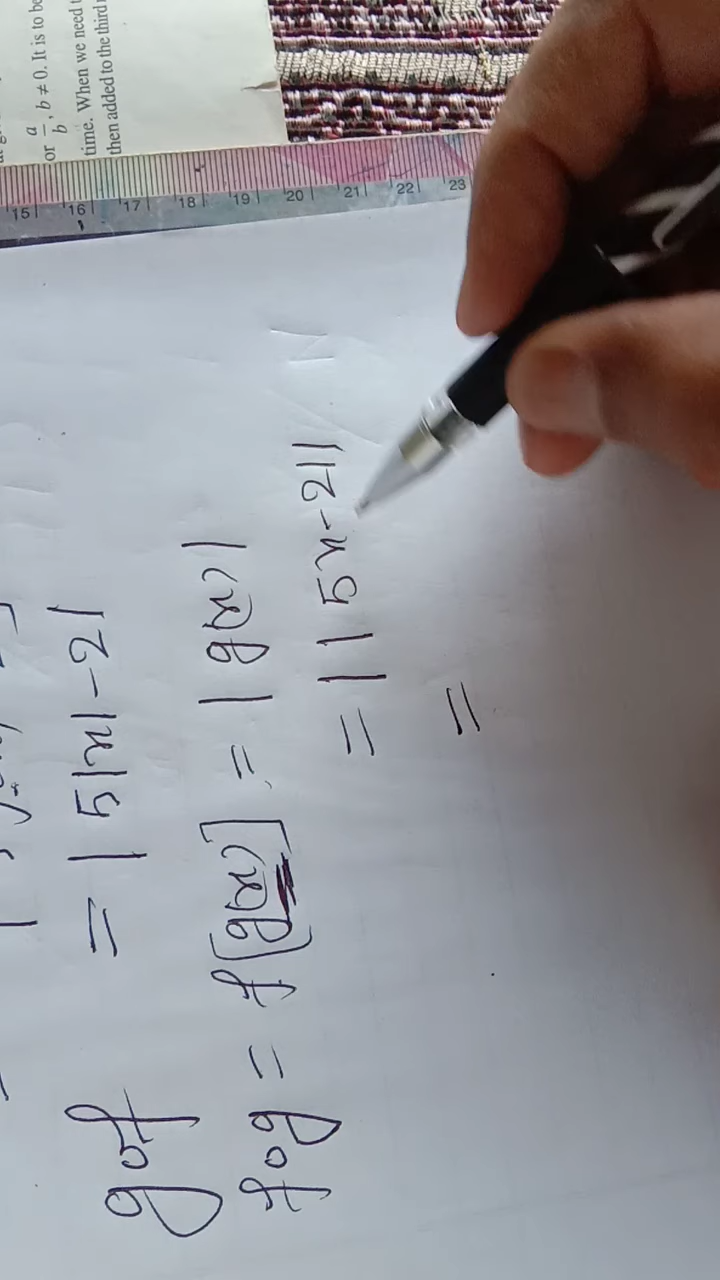 or a/b, b ≠ 0. It is to be
time. When we need
then added to the third
15 16 17 18 19 20 21 22 23
= |5|x|-2|
gof
fog = f[g(x)] = |g(x)|
= ||5x-2||
=